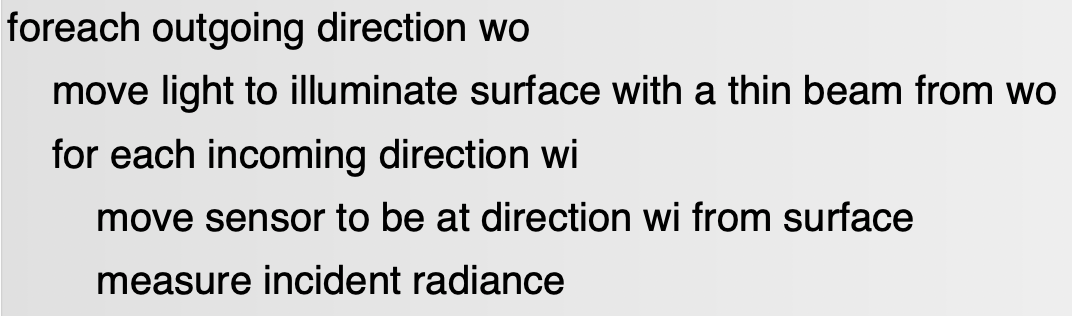 foreach outgoing direction wo
move light to illuminate surface with a thin beam from wo
for each incoming direction wi
move sensor to be at direction wi from surface
measure incident radiance